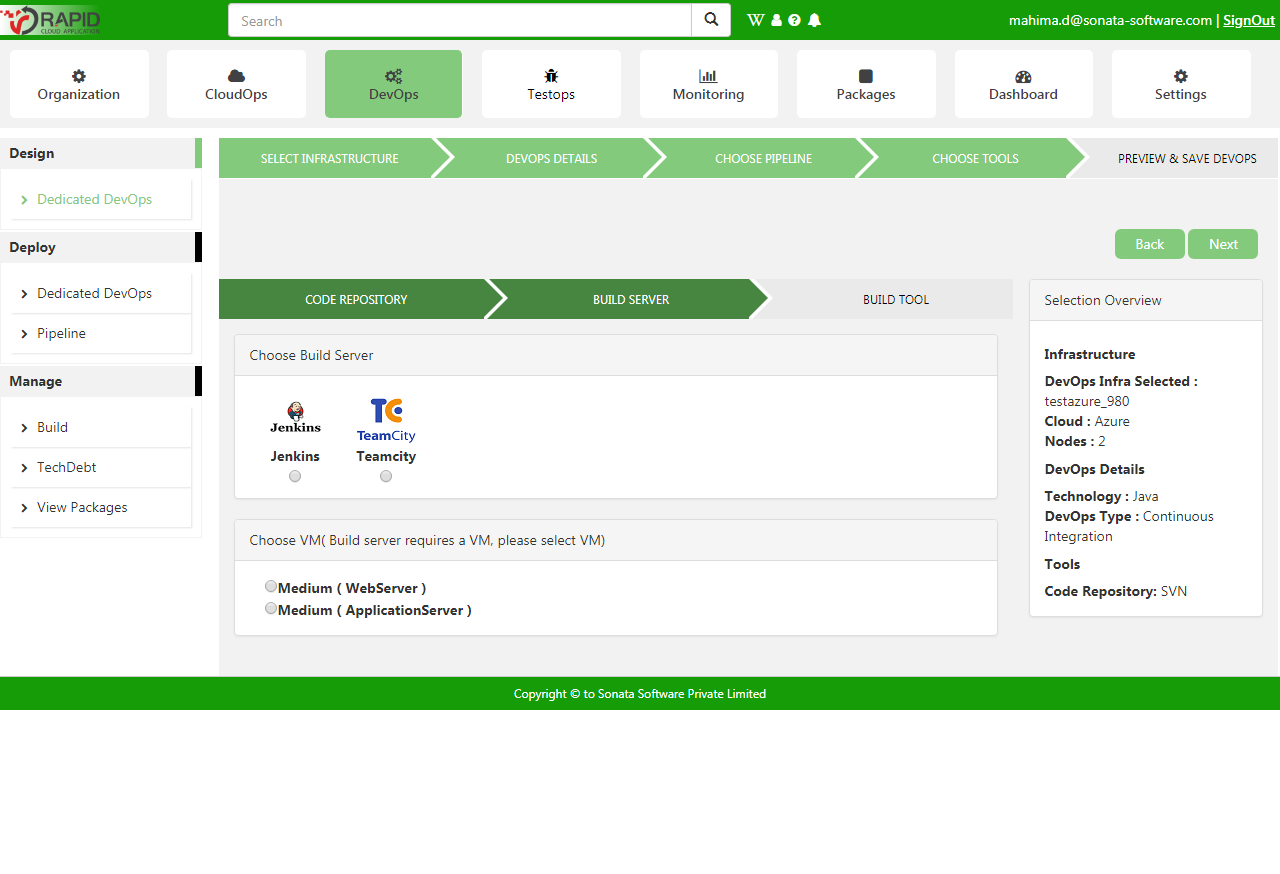 RAPID
CLOUD APPLICATION
Search
mahima.d@sonata-software.com | SignOut
Organization
CloudOps
DevOps
Testops
Monitoring
Packages
Dashboard
Settings
Design
Dedicated DevOps
Deploy
Dedicated DevOps
Pipeline
Manage
Build
TechDebt
View Packages
SELECT INFRASTRUCTURE
DEVOPS DETAILS
CHOOSE PIPELINE
CHOOSE TOOLS
PREVIEW & SAVE DEVOPS
Back
Next
CODE REPOSITORY
BUILD SERVER
BUILD TOOL
Choose Build Server
Jenkins
TeamCity
Jenkins
Teamcity
Choose VM( Build server requires a VM, please select VM)
Medium ( WebServer )
Medium ( ApplicationServer )
Selection Overview
Infrastructure
DevOps Infra Selected :
testazure_980
Cloud : Azure
Nodes : 2
DevOps Details
Technology : Java
DevOps Type : Continuous
Integration
Tools
Code Repository: SVN
Copyright © to Sonata Software Private Limited